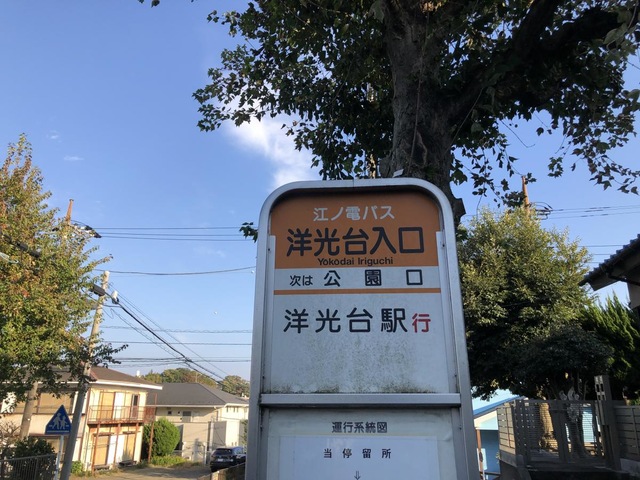 江ノ電バス
洋光台入口
Yokodai Iriguchi
次は 公園口
洋光台駅行
運行系統図
当停留所
↓